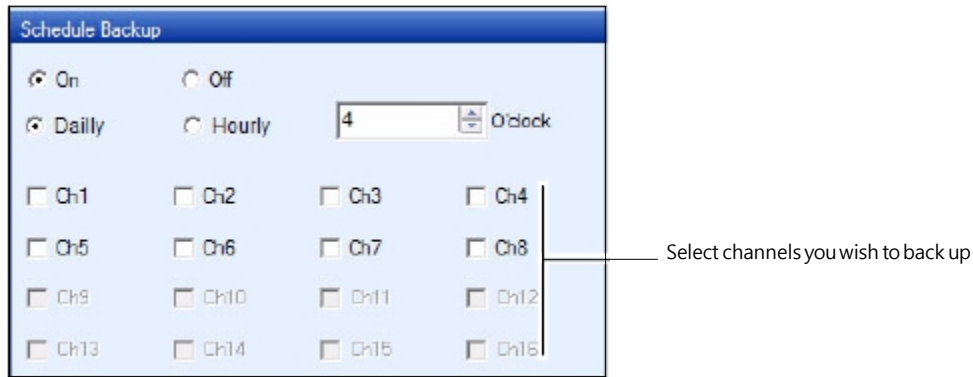 Schedule Backup
On Off
Dailly Hourly 4 O'clock
Ch1 Ch2 Ch3 Ch4
Ch5 Ch6 Ch7 Ch8
Select channels you wish to back up
Ch9 Ch10 Ch11 Ch12
Ch13 Ch14 Ch15 Ch16